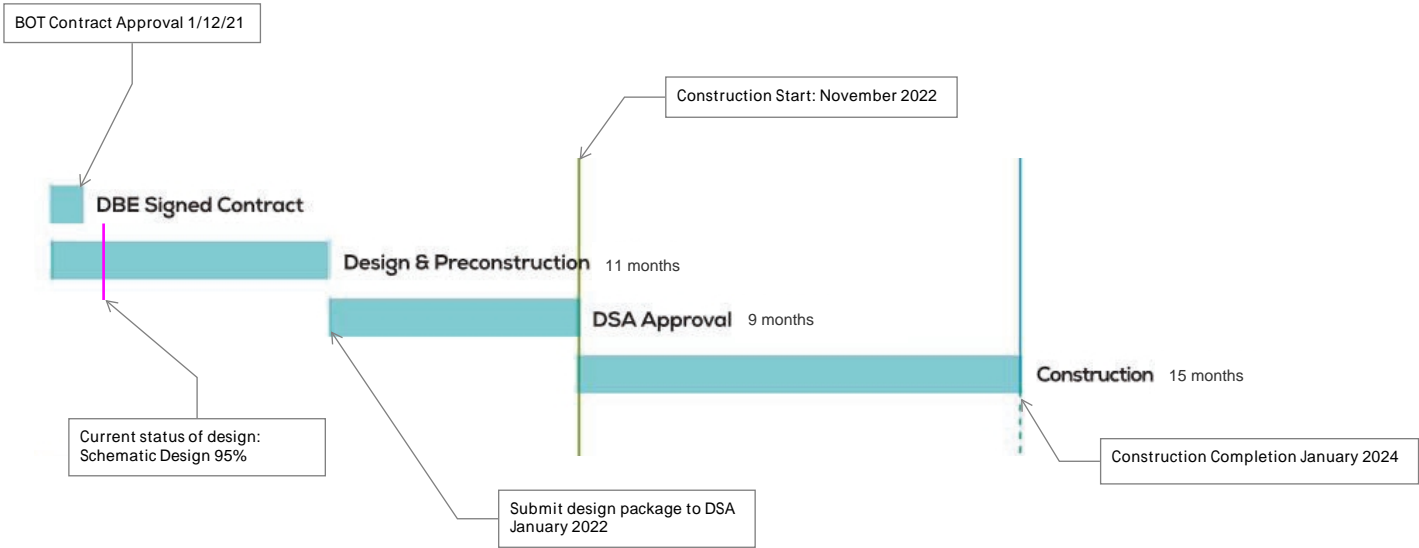 BOT Contract Approval 1/12/21
Construction Start: November 2022
DBE Signed Contract
Design & Preconstruction 11 months
DSA Approval 9 months
Construction 15 months
Current status of design:
Schematic Design 95%
Construction Completion January 2024
Submit design package to DSA
January 2022